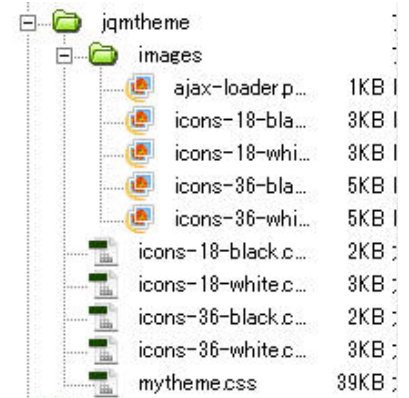 jqmtheme
images
ajax-loader.p... 1KB
icons-18-bla... 3KB
icons-18-whi... 3KB
icons-36-bla... 5KB
icons-36-whi... 5KB
icons-18-black.c... 2KB
icons-18-white.c... 3KB
icons-36-black.c... 2KB
icons-36-white.c... 3KB
mytheme.css 39KB